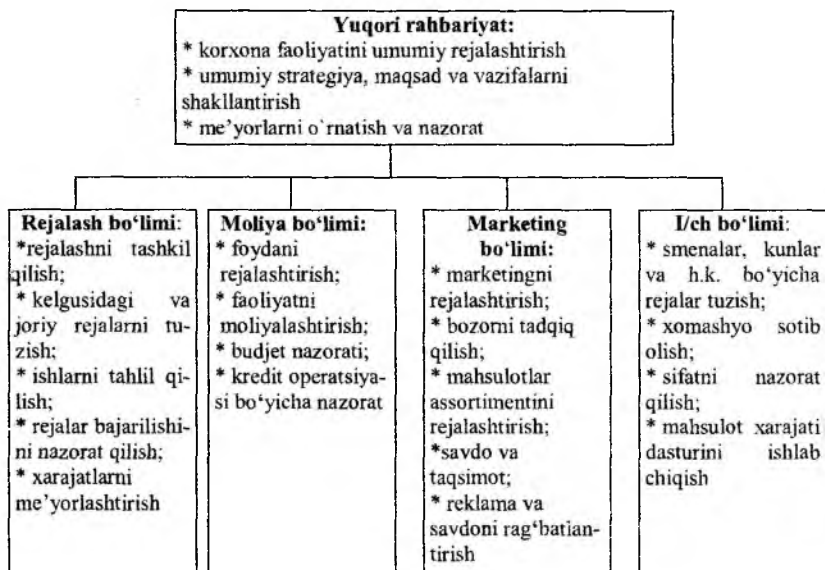 Yuqori rahbariyat:
* korxona faoliyatini umumiy rejalashtirish
* umumiy strategiya, maqsad va vazifalarni
shakllantirish
* me’yorlarni o`rnatish va nazorat
Rejalash bo‘limi:
*rejalashni tashkil
qilish;
* kelgusidagi va
joriy rejalarni tu-
zish;
* ishlarni tahlil qi-
lish;
* rejalar bajarilishi-
ni nazorat qilish;
* xarajatlarni
me’yorlashtirish
Moliya bo‘limi:
* foydani
rejalashtirish;
* faoliyatni
moliyalashtirish;
* budjet nazorati;
* kredit operatsiya-
si bo‘yicha nazorat
Marketing
bo‘limi:
* marketingni
rejalashtirish;
* bozorni tadqiq
qilish;
* mahsulotlar
assortimentini
rejalashtirish;
*savdo va
taqsimot;
* reklama va
savdoni rag‘batian-
tirish
I/ch bo‘limi:
* smenalar, kunlar
va h.k. bo‘yicha
rejalar tuzish;
* xomashyo sotib
olish;
* sifatni nazorat
qilish;
* mahsulot xarajati
dasturini ishlab
chiqish